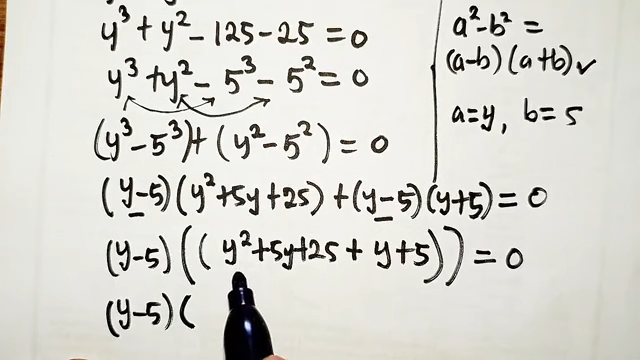 y³ + y² - 125 - 25 = 0
y³ + y² - 5³ - 5² = 0
(y³ - 5³) + (y² - 5²) = 0
(y-5)(y²+5y+25) + (y-5)(y+5) = 0
(y-5)((y²+5y+25 + y+5)) = 0
(y-5)(
a²-b² =
(a-b)(a+b)✓
a=y, b=5